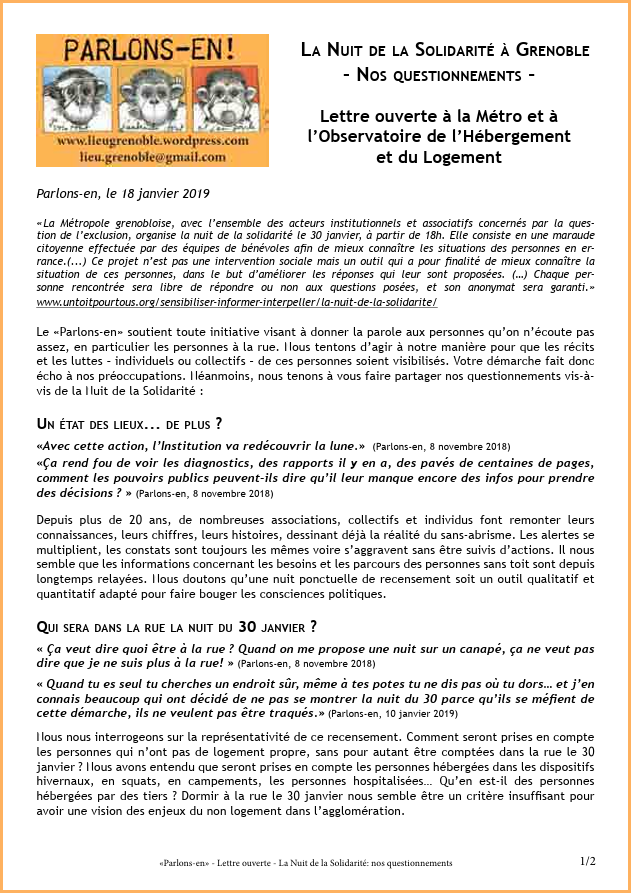 PARLONS-EN!
www.lieugrenoble.wordpress.com
lieu.grenoble@gmail.com
La Nuit de la Solidarité à Grenoble
- Nos questionnements -
Lettre ouverte à la Métro et à
l'Observatoire de l'Hébergement
et du Logement
Parlons-en, le 18 janvier 2019
«La Métropole grenobloise, avec l'ensemble des acteurs institutionnels et associatifs concernés par la ques-
tion de l'exclusion, organise la nuit de la solidarité le 30 janvier, à partir de 18h. Elle consiste en une maraude
citoyenne effectuée par des équipes de bénévoles afin de mieux connaître les situations des personnes en er-
rance.(...) Ce projet n'est pas une intervention sociale mais un outil qui a pour finalité de mieux connaître la
situation de ces personnes, dans le but d'améliorer les réponses qui leur sont proposées. (…) Chaque per-
sonne rencontrée sera libre de répondre ou non aux questions posées, et son anonymat sera garanti.»
www.untoitpourtous.org/sensibiliser-informer-interpeller/la-nuit-de-la-solidarite/
Le «Parlons-en» soutient toute initiative visant à donner la parole aux personnes qu'on n'écoute pas
assez, en particulier les personnes à la rue. Nous tentons d'agir à notre manière pour que les récits
et les luttes – individuels ou collectifs – de ces personnes soient visibilisés. Votre démarche fait donc
écho à nos préoccupations. Néanmoins, nous tenons à vous faire partager nos questionnements vis-à-
vis de la Nuit de la Solidarité :
Un état des lieux... de plus ?
«Avec cette action, l'Institution va redécouvrir la lune.» (Parlons-en, 8 novembre 2018)
«Ça rend fou de voir les diagnostics, des rapports il y en a, des pavés de centaines de pages,
comment les pouvoirs publics peuvent-ils dire qu'il leur manque encore des infos pour prendre
des décisions ? » (Parlons-en, 8 novembre 2018)
Depuis plus de 20 ans, de nombreuses associations, collectifs et individus font remonter leurs
connaissances, leurs chiffres, leurs histoires, dessinant déjà la réalité du sans-abrisme. Les alertes se
multiplient, les constats sont toujours les mêmes voire s'aggravent sans être suivis d'actions. Il nous
semble que les informations concernant les besoins et les parcours des personnes sans toit sont depuis
longtemps relayées. Nous doutons qu'une nuit ponctuelle de recensement soit un outil qualitatif et
quantitatif adapté pour faire bouger les consciences politiques.
Qui sera dans la rue la nuit du 30 janvier ?
« Ça veut dire quoi être à la rue ? Quand on me propose une nuit sur un canapé, ça ne veut pas
dire que je ne suis plus à la rue! » (Parlons-en, 8 novembre 2018)
« Quand tu es seul tu cherches un endroit sûr, même à tes potes tu ne dis pas où tu dors… et j'en
connais beaucoup qui ont décidé de ne pas se montrer la nuit du 30 parce qu'ils se méfient de
cette démarche, ils ne veulent pas être traqués.» (Parlons-en, 10 janvier 2019)
Nous nous interrogeons sur la représentativité de ce recensement. Comment seront prises en compte
les personnes qui n'ont pas de logement propre, sans pour autant être comptées dans la rue le 30
janvier ? Nous avons entendu que seront prises en compte les personnes hébergées dans les dispositifs
hivernaux, en squats, en campements, les personnes hospitalisées… Qu'en est-il des personnes
hébergées par des tiers ? Dormir à la rue le 30 janvier nous semble être un critère insuffisant pour
avoir une vision des enjeux du non logement dans l'agglomération.
«Parlons-en» - Lettre ouverte - La Nuit de la Solidarité: nos questionnements
1/2